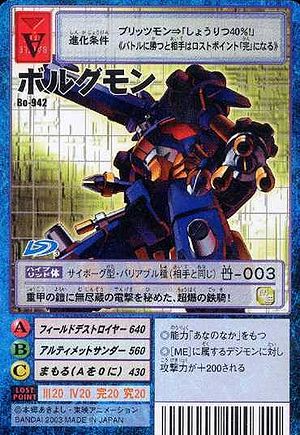 V
進化条件
ブリッツモン⇒「しょうりつ40%！」
《バトルに勝つと相手はロストポイント「完」になる》
ボルグモン
Bo-942
ハイブリッド体
サイボーグ型・バリアブル種(相手と同じ)
-003
重甲の鎧に無尽蔵の電撃を秘めた、超爆の鉄騎！
A フィールドデストロイヤー 640
B アルティメットサンダー 560
C まもる(Aを0に) 430
LOST POINT Ⅲ20 Ⅳ20 完20 究20
◎能力「あなのなか」をもつ
◎[ME]に属するデジモンに対し
攻撃力が＋200される
©本郷あきよし・東映アニメーション
BANDAI 2003 MADE IN JAPAN